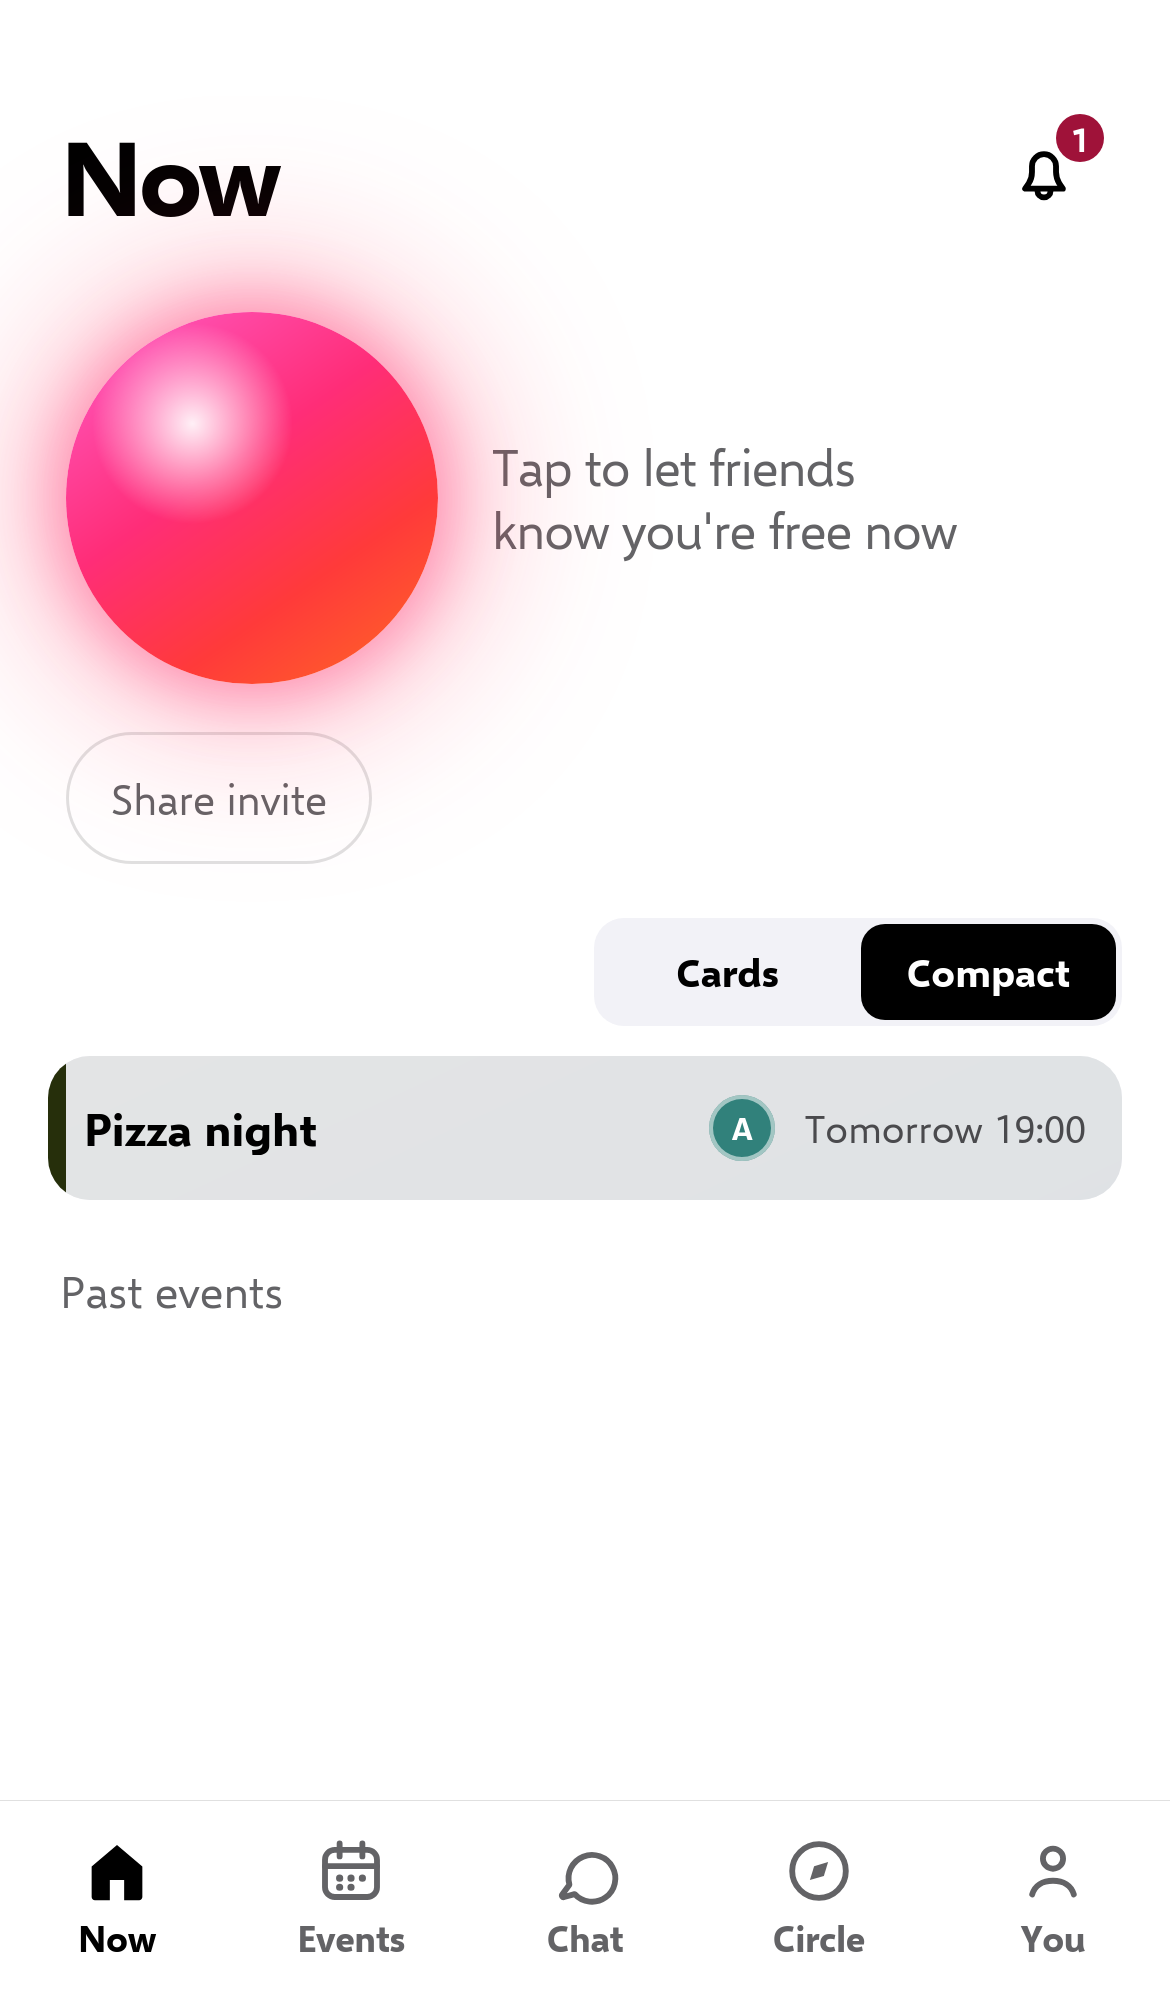 Now
1
Tap to let friends
know you're free now
Share invite
Cards Compact
Pizza night A Tomorrow 19:00
Past events
Now Events Chat Circle You